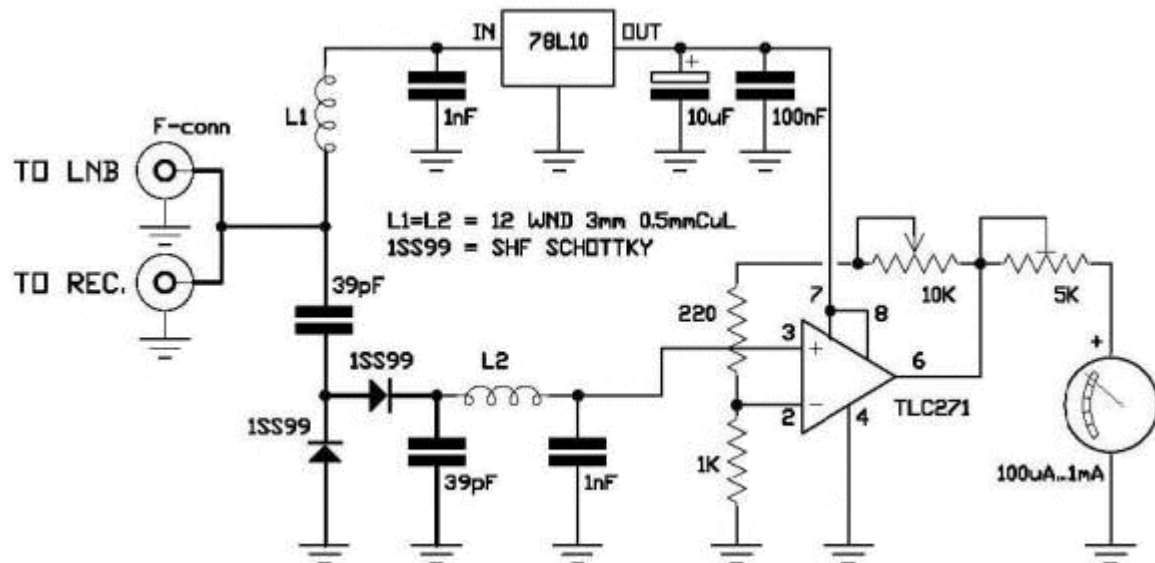 IN
78L10
OUT
+
1nF
10uF
100nF
L1
F-conn
TO LNB
L1=L2 = 12 WND 3mm 0.5mmCuL
1SS99 = SHF SCHOTTKY
TO REC.
39pF
10K
5K
220
7
8
3
+
6
+
1SS99
L2
−
2
4
TLC271
1SS99
39pF
1nF
1K
100uA..1mA